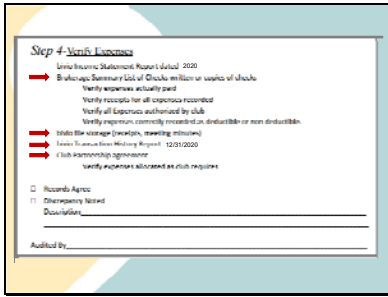 Step 4-Verify Expenses
bivio Income Statement Report dated 2020
Brokerage Summary List of Checks written or copies of checks
Verify expenses actually paid
Verify receipts for all expenses recorded
Verify all Expenses authorized by club
Verify expenses correctly recorded as deductible or non deductible.
bivio file storage (receipts, meeting minutes)
bivio Transaction History Report 12/31/2020
Club Partnership agreement
Verify expenses allocated as club requires
Records Agree
Discrepancy Noted
Description
Audited By